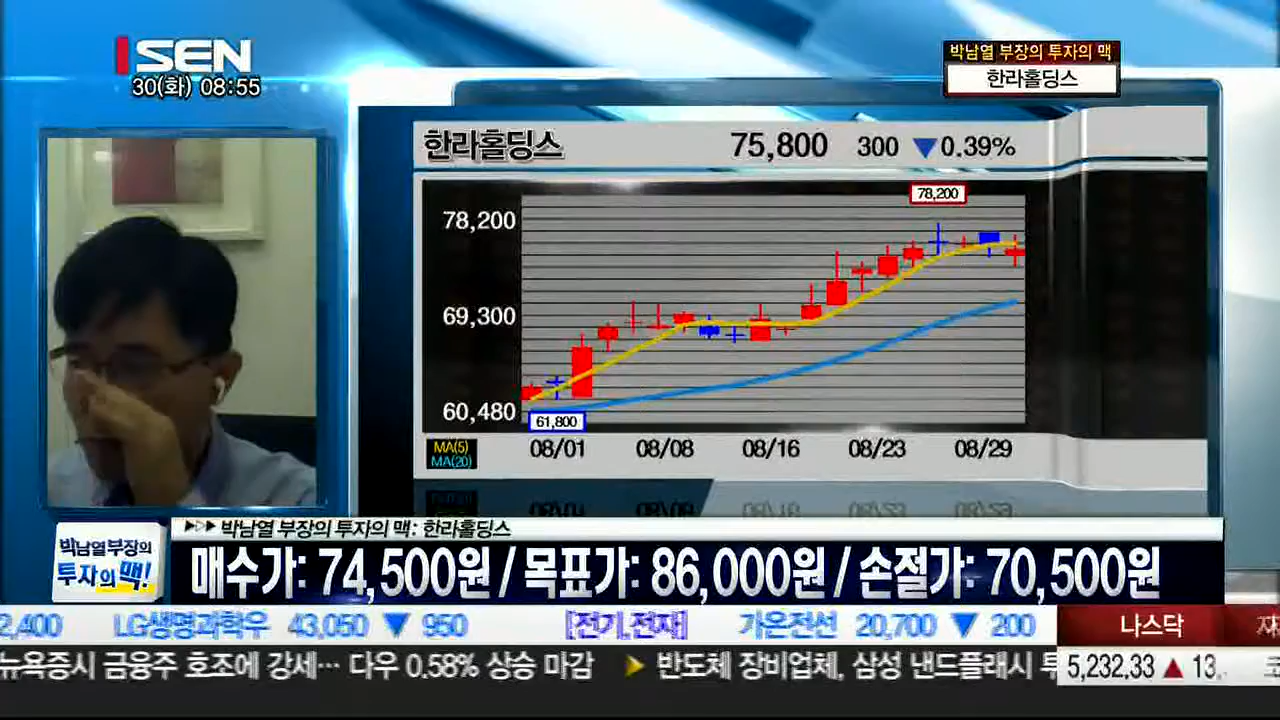 SEN
30(화) 08:55
박남열 부장의 투자의 맥
한라홀딩스
한라홀딩스 75,800 300 ▼0.39%
78,200
78,200
69,300
60,480
61,800
08/01 08/08 08/16 08/23 08/29
MA(5)
MA(20)
박남열 부장의 투자의 맥: 한라홀딩스
박남열부장의
투자의맥!
매수가: 74,500원 / 목표가: 86,000원 / 손절가: 70,500원
2,400 LG생명과학우 43,050 ▼ 950 [전기,전자] 가온전선 20,700 ▼ 200 나스닥
뉴욕증시 금융주 호조에 강세… 다우 0.58% 상승 마감 ▶ 반도체 장비업체, 삼성 낸드플래시 5,232.33 ▲ 13.